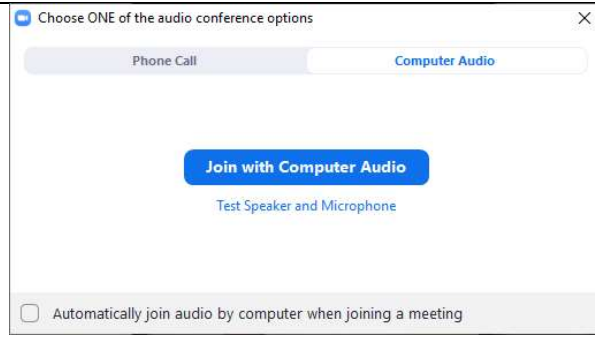 Choose ONE of the audio conference options
Phone Call
Computer Audio
Join with Computer Audio
Test Speaker and Microphone
Automatically join audio by computer when joining a meeting